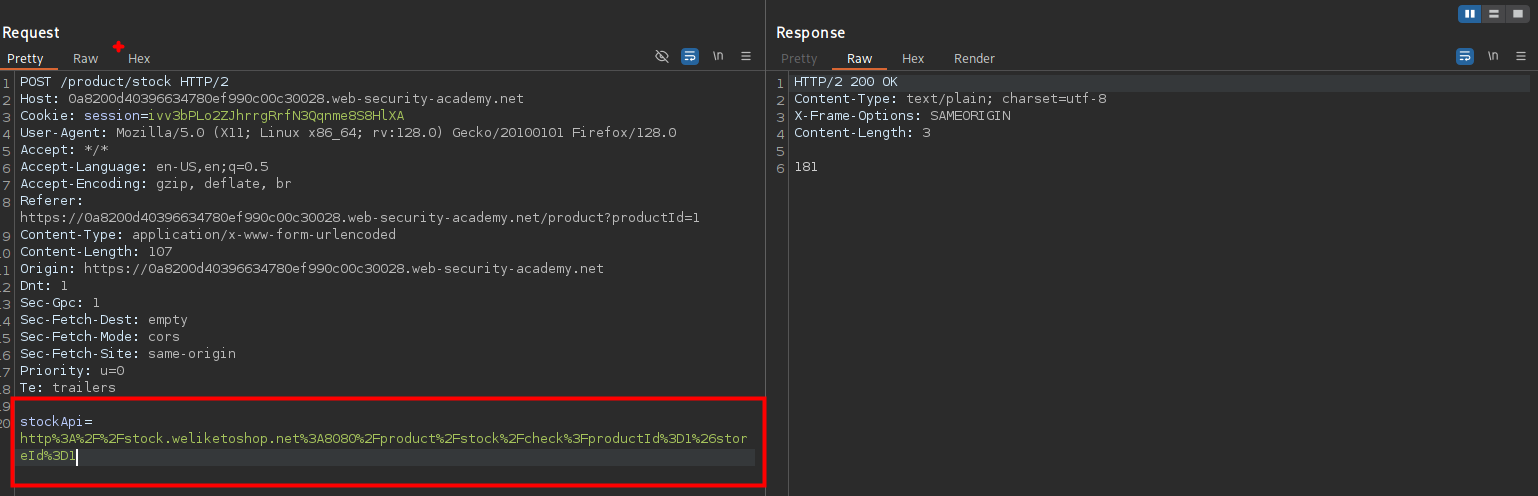 Request
Pretty Raw Hex \n
1 POST /product/stock HTTP/2
2 Host: 0a8200d40396634780ef990c00c30028.web-security-academy.net
3 Cookie: session=ivv3bPLo2ZJhrrgRrfN3Qqnme8S8HlXA
4 User-Agent: Mozilla/5.0 (X11; Linux x86_64; rv:128.0) Gecko/20100101 Firefox/128.0
5 Accept: */*
6 Accept-Language: en-US,en;q=0.5
7 Accept-Encoding: gzip, deflate, br
8 Referer:
https://0a8200d40396634780ef990c00c30028.web-security-academy.net/product?productId=1
9 Content-Type: application/x-www-form-urlencoded
10 Content-Length: 107
11 Origin: https://0a8200d40396634780ef990c00c30028.web-security-academy.net
12 Dnt: 1
13 Sec-Gpc: 1
14 Sec-Fetch-Dest: empty
15 Sec-Fetch-Mode: cors
16 Sec-Fetch-Site: same-origin
17 Priority: u=0
18 Te: trailers
19
20 stockApi=
http%3A%2F%2Fstock.weliketoshop.net%3A8080%2Fproduct%2Fstock%2Fcheck%3FproductId%3D1%26stor
eId%3D1
Response
Pretty Raw Hex Render \n
1 HTTP/2 200 OK
2 Content-Type: text/plain; charset=utf-8
3 X-Frame-Options: SAMEORIGIN
4 Content-Length: 3
5
6 181